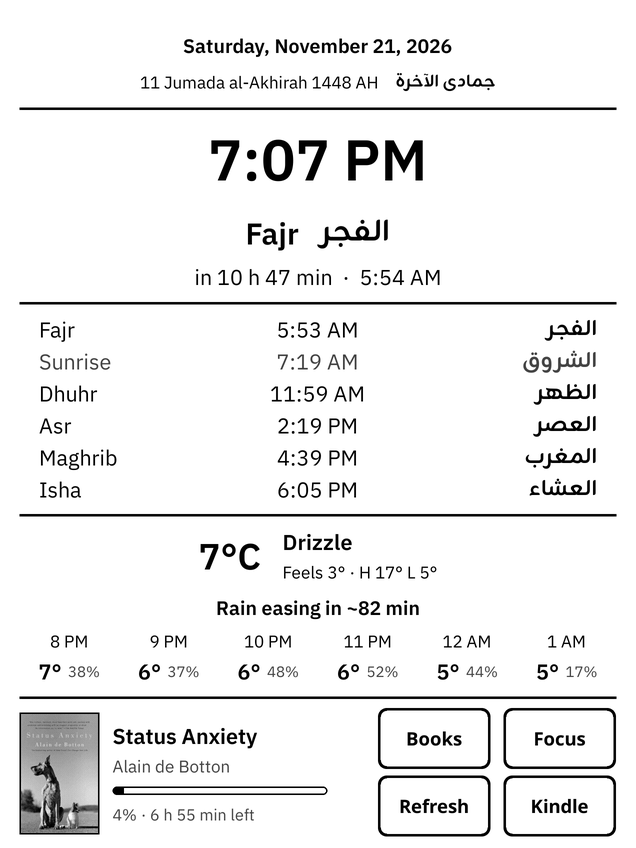 Saturday, November 21, 2026
11 Jumada al-Akhirah 1448 AH جمادى الآخرة
7:07 PM
Fajr الفجر
in 10 h 47 min · 5:54 AM
Fajr 5:53 AM الفجر
Sunrise 7:19 AM الشروق
Dhuhr 11:59 AM الظهر
Asr 2:19 PM العصر
Maghrib 4:39 PM المغرب
Isha 6:05 PM العشاء
7°C
Drizzle
Feels 3° · H 17° L 5°
Rain easing in ~82 min
8 PM 9 PM 10 PM 11 PM 12 AM 1 AM
7° 38% 6° 37% 6° 48% 6° 52% 5° 44% 5° 17%
Status Anxiety
Alain de Botton
Status Anxiety
Alain de Botton
4% · 6 h 55 min left
Books Focus
Refresh Kindle